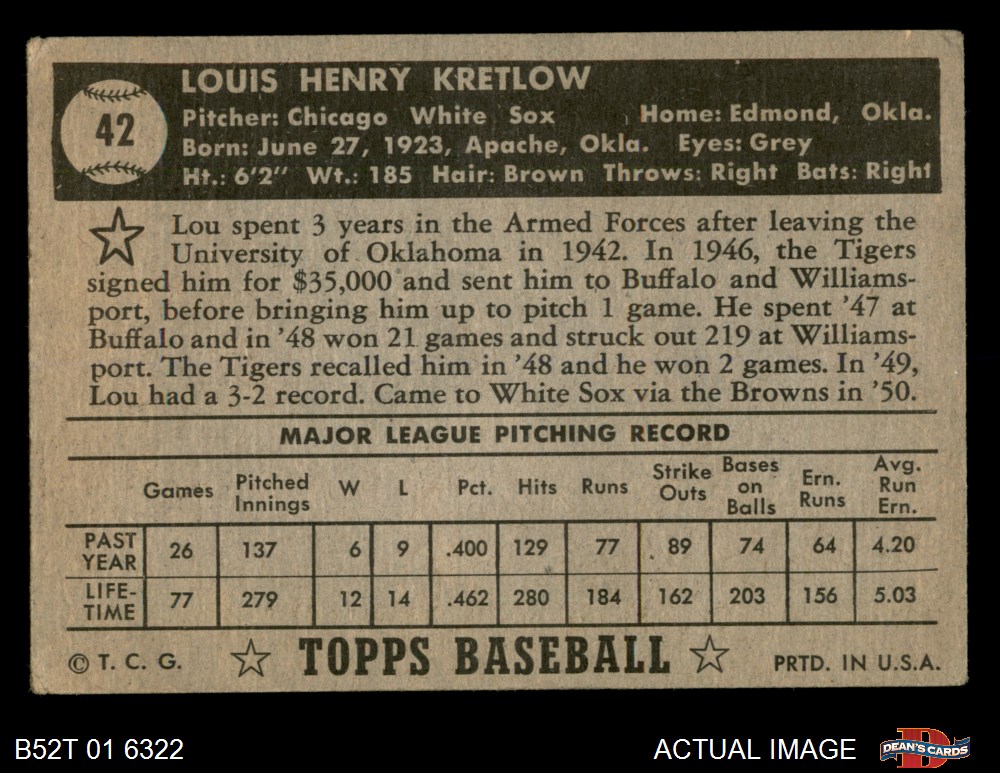 42
LOUIS HENRY KRETLOW
Pitcher: Chicago White Sox Home: Edmond, Okla.
Born: June 27, 1923, Apache, Okla. Eyes: Grey
Ht.: 6'2" Wt.: 185 Hair: Brown Throws: Right Bats: Right
Lou spent 3 years in the Armed Forces after leaving the
University of Oklahoma in 1942. In 1946, the Tigers
signed him for $35,000 and sent him to Buffalo and Williams-
port, before bringing him up to pitch 1 game. He spent '47 at
Buffalo and in '48 won 21 games and struck out 219 at Williams-
port. The Tigers recalled him in '48 and he won 2 games. In '49,
Lou had a 3-2 record. Came to White Sox via the Browns in '50.
MAJOR LEAGUE PITCHING RECORD
Games Pitched Innings W L Pct. Hits Runs Strike Outs Bases on Balls Ern. Runs Avg. Run Ern.
PAST YEAR 26 137 6 9 .400 129 77 89 74 64 4.20
LIFE-TIME 77 279 12 14 .462 280 184 162 203 156 5.03
© T. C. G. TOPPS BASEBALL PRTD. IN U.S.A.
B52T 01 6322 ACTUAL IMAGE DEAN'S CARDS